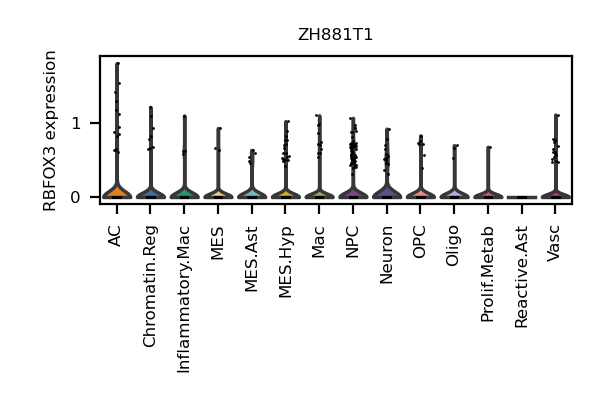 ZH881T1
RBFOX3 expression
1
0
AC
Chromatin.Reg
Inflammatory.Mac
MES
MES.Ast
MES.Hyp
Mac
NPC
Neuron
OPC
Oligo
Prolif.Metab
Reactive.Ast
Vasc